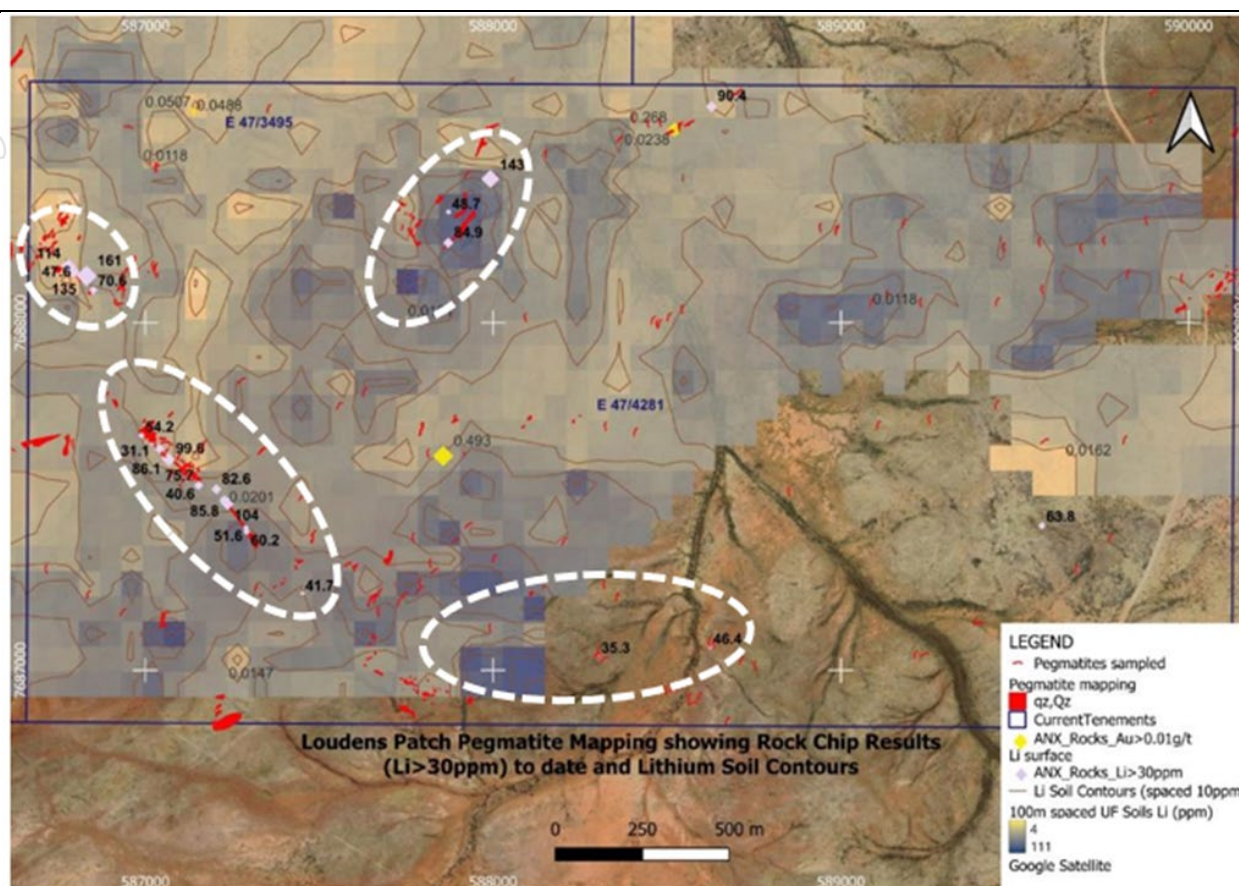 587000 588000 589000 590000
90.4
0.0507 0.0488
E 47/3495
0.268
0.0238
0.0118
143
48.7
84.9
114
161
47.6
70.6
135
0.0118
7688000
54.2
31.1
99.6
86.1
75.7
82.6
40.6
0.0201
85.8
104
51.6
60.2
41.7
E 47/4281
0.493
0.0162
63.8
35.3
46.4
0.0147
7687000
LEGEND
Pegmatites sampled
Pegmatite mapping
qz,Qz
CurrentTenements
ANX_Rocks_Au>0.01g/t
Li surface
ANX_Rocks_Li>30ppm
Li Soil Contours (spaced 10ppm
100m spaced UF Soils Li (ppm)
4
111
Google Satellite
Loudens Patch Pegmatite Mapping showing Rock Chip Results
(Li>30ppm) to date and Lithium Soil Contours
0 250 500 m
587000 588000 589000